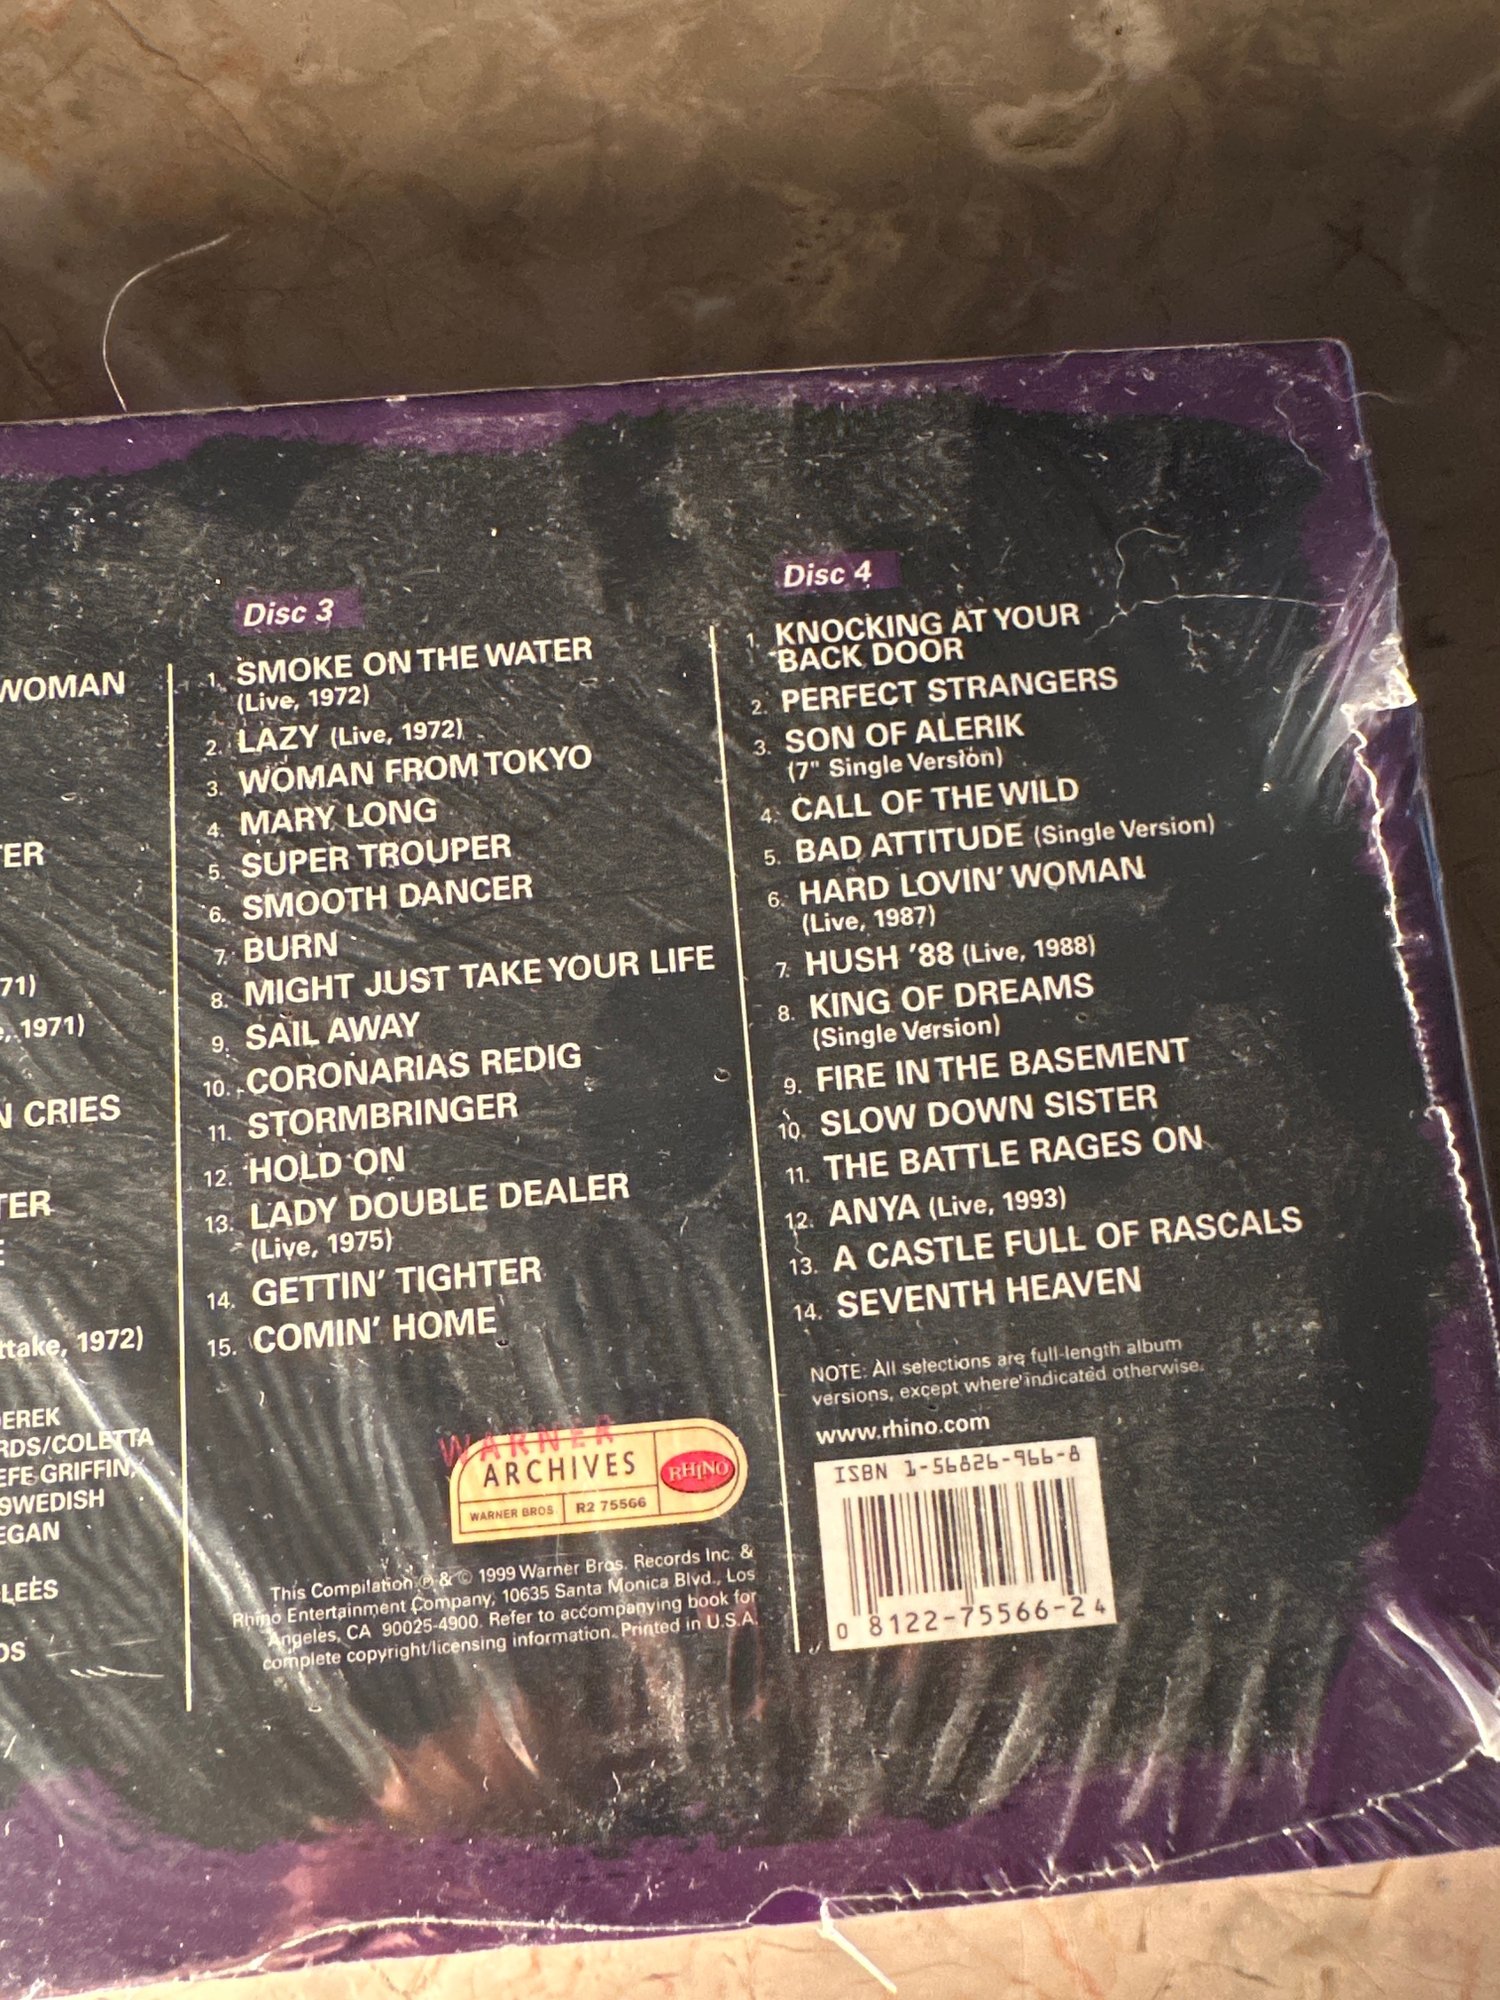 WOMAN
TER
71)
, 1971)
N CRIES
TER
E
ttake, 1972)
EREK
RDS/COLETTA
EFE GRIFFIN,
SWEDISH
EGAN
LEES
OS
Disc 3
1. SMOKE ON THE WATER
(Live, 1972)
2. LAZY (Live, 1972)
3. WOMAN FROM TOKYO
4. MARY LONG
5. SUPER TROUPER
6. SMOOTH DANCER
7. BURN
8. MIGHT JUST TAKE YOUR LIFE
9. SAIL AWAY
10. CORONARIAS REDIG
11. STORMBRINGER
12. HOLD ON
13. LADY DOUBLE DEALER
(Live, 1975)
14. GETTIN' TIGHTER
15. COMIN' HOME
WARNER
ARCHIVES
RHINO
WARNER BROS. R2 75566
This Compilation ℗ & © 1999 Warner Bros. Records Inc. &
Rhino Entertainment Company, 10635 Santa Monica Blvd., Los
Angeles, CA 90025-4900. Refer to accompanying book for
complete copyright/licensing information. Printed in U.S.A.
Disc 4
1. KNOCKING AT YOUR
BACK DOOR
2. PERFECT STRANGERS
3. SON OF ALERIK
(7" Single Version)
4. CALL OF THE WILD
5. BAD ATTITUDE (Single Version)
6. HARD LOVIN' WOMAN
(Live, 1987)
7. HUSH '88 (Live, 1988)
8. KING OF DREAMS
(Single Version)
9. FIRE IN THE BASEMENT
10. SLOW DOWN SISTER
11. THE BATTLE RAGES ON
12. ANYA (Live, 1993)
13. A CASTLE FULL OF RASCALS
14. SEVENTH HEAVEN
NOTE: All selections are full-length album
versions, except where indicated otherwise.
www.rhino.com
ISBN 1-56826-966-8
0 8122-75566-2 4